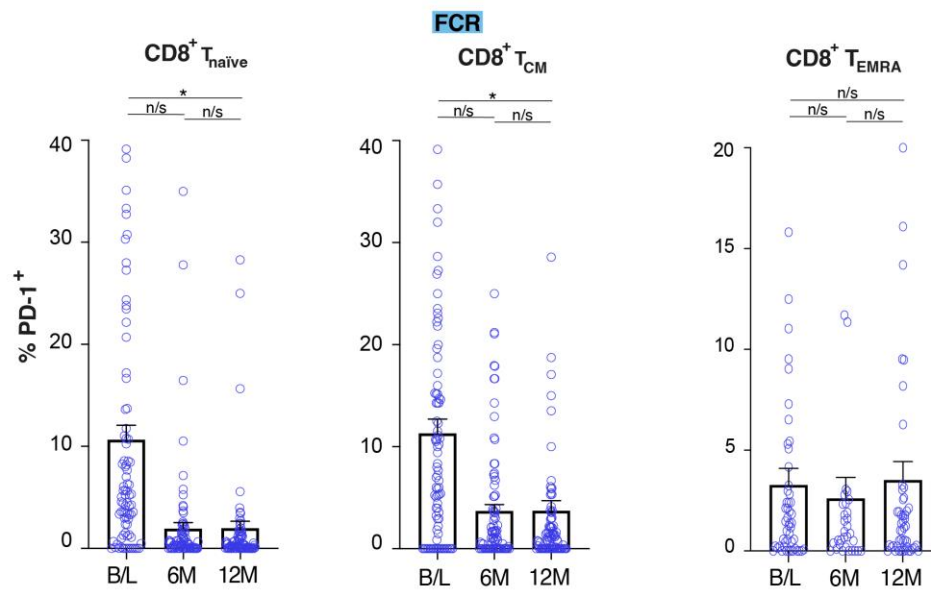 FCR
CD8+ Tnaïve
CD8+ TCM
CD8+ TEMRA
*
n/s n/s
*
n/s n/s
n/s
n/s n/s
% PD-1+
40
30
20
10
0
B/L 6M 12M
40
30
20
10
0
B/L 6M 12M
20
15
10
5
0
B/L 6M 12M